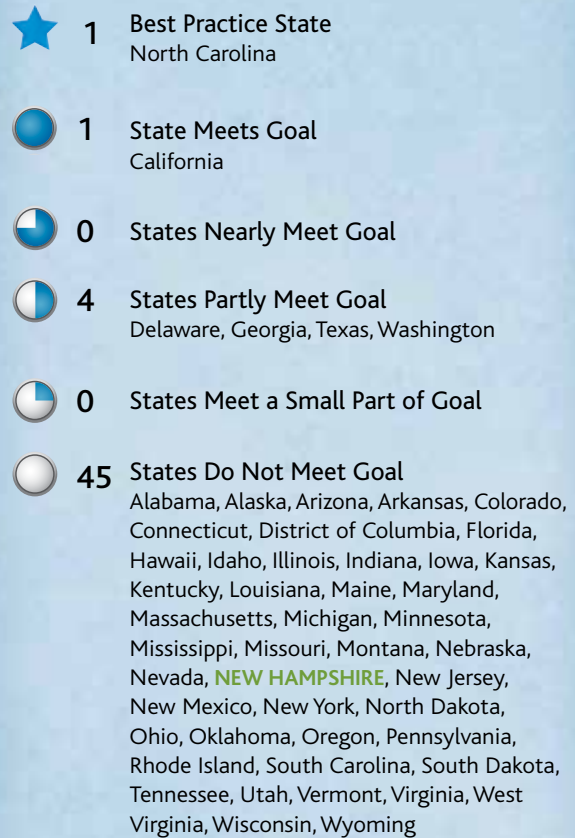 1 Best Practice State
North Carolina
1 State Meets Goal
California
0 States Nearly Meet Goal
4 States Partly Meet Goal
Delaware, Georgia, Texas, Washington
0 States Meet a Small Part of Goal
45 States Do Not Meet Goal
Alabama, Alaska, Arizona, Arkansas, Colorado,
Connecticut, District of Columbia, Florida,
Hawaii, Idaho, Illinois, Indiana, Iowa, Kansas,
Kentucky, Louisiana, Maine, Maryland,
Massachusetts, Michigan, Minnesota,
Mississippi, Missouri, Montana, Nebraska,
Nevada, NEW HAMPSHIRE, New Jersey,
New Mexico, New York, North Dakota,
Ohio, Oklahoma, Oregon, Pennsylvania,
Rhode Island, South Carolina, South Dakota,
Tennessee, Utah, Vermont, Virginia, West
Virginia, Wisconsin, Wyoming